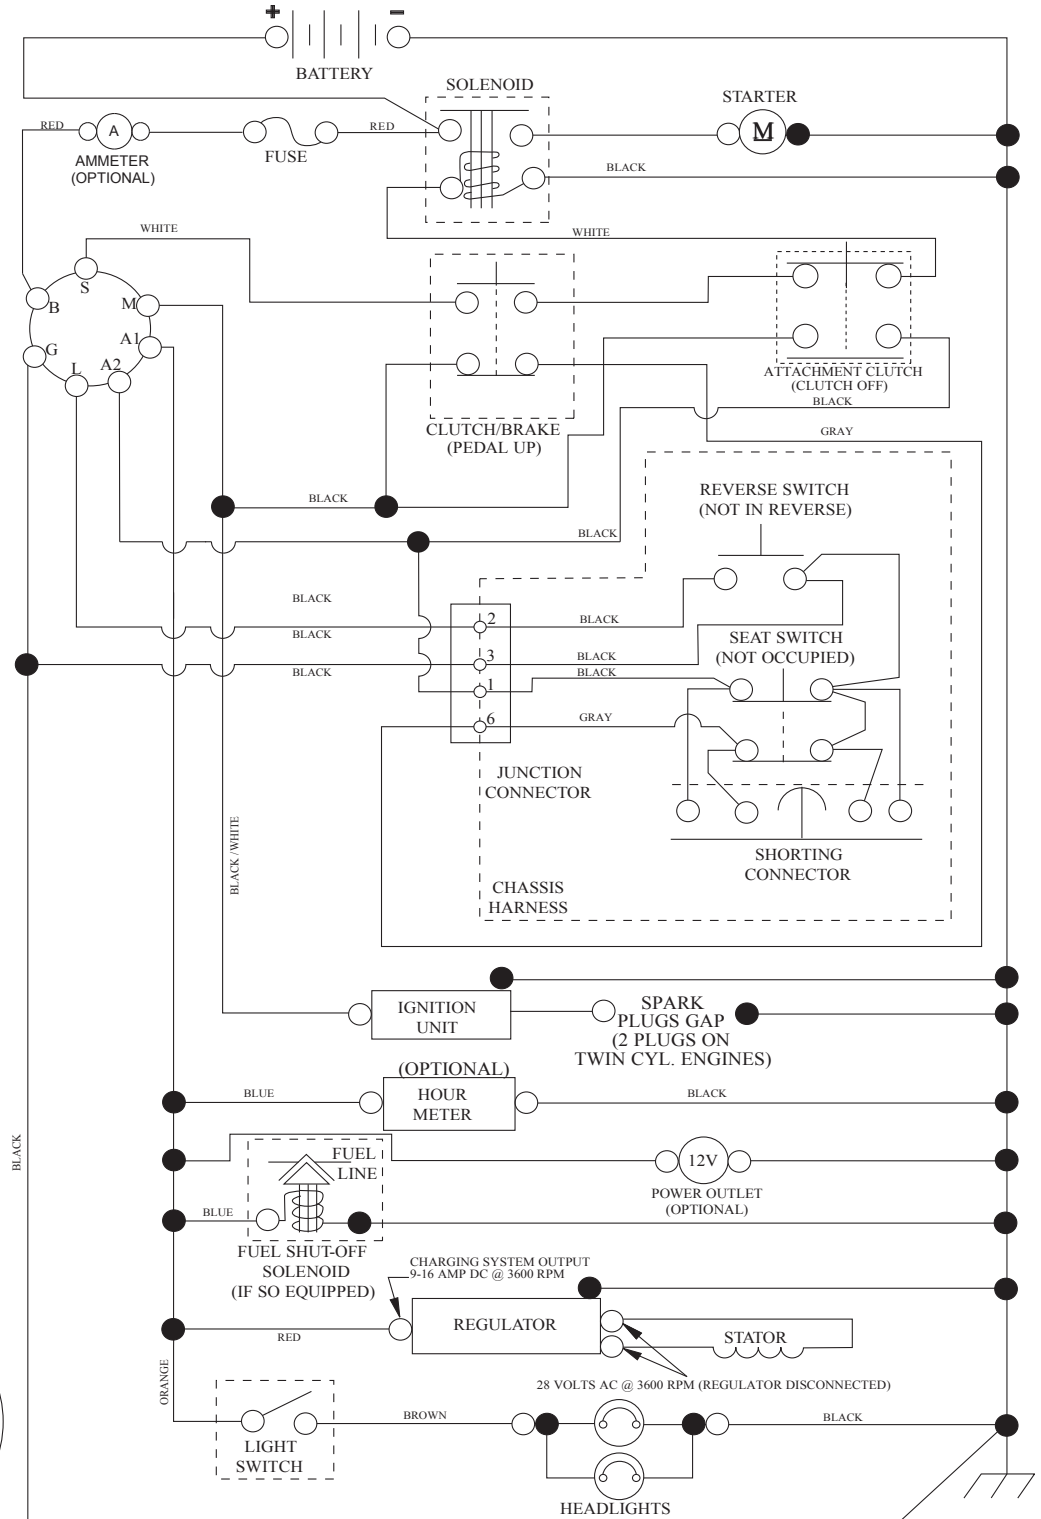 + −
BATTERY
SOLENOID
STARTER
RED
A
RED
M
FUSE
AMMETER
(OPTIONAL)
BLACK
WHITE
WHITE
S
B
M
A1
G
L
A2
ATTACHMENT CLUTCH
(CLUTCH OFF)
BLACK
CLUTCH/BRAKE
(PEDAL UP)
GRAY
REVERSE SWITCH
(NOT IN REVERSE)
BLACK
BLACK
BLACK
2
BLACK
BLACK
SEAT SWITCH
(NOT OCCUPIED)
3
BLACK
BLACK
BLACK
1
6
GRAY
JUNCTION
CONNECTOR
SHORTING
CONNECTOR
BLACK / WHITE
CHASSIS
HARNESS
IGNITION
UNIT
SPARK
PLUGS GAP
(2 PLUGS ON
TWIN CYL. ENGINES)
(OPTIONAL)
HOUR
METER
BLUE
BLACK
BLACK
FUEL
LINE
12V
POWER OUTLET
(OPTIONAL)
BLUE
FUEL SHUT-OFF
SOLENOID
(IF SO EQUIPPED)
CHARGING SYSTEM OUTPUT
9-16 AMP DC @ 3600 RPM
REGULATOR
STATOR
RED
28 VOLTS AC @ 3600 RPM (REGULATOR DISCONNECTED)
ORANGE
BROWN
BLACK
LIGHT
SWITCH
HEADLIGHTS